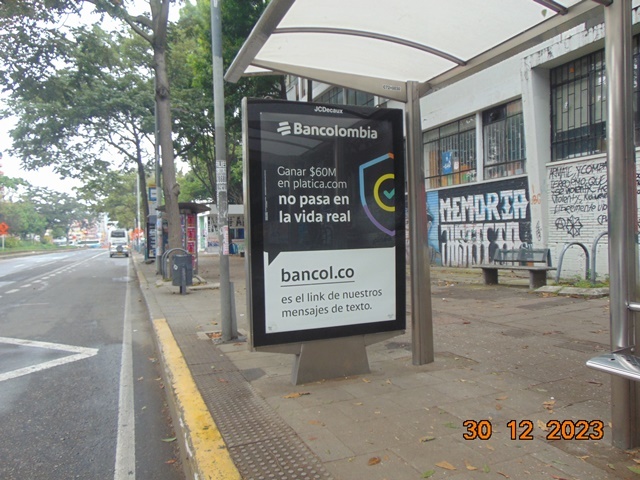 JCDecaux
Bancolombia
Ganar $60M
en platica.com
no pasa en
la vida real
bancol.co
es el link de nuestros
mensajes de texto.
MEMORIA
30 12 2023